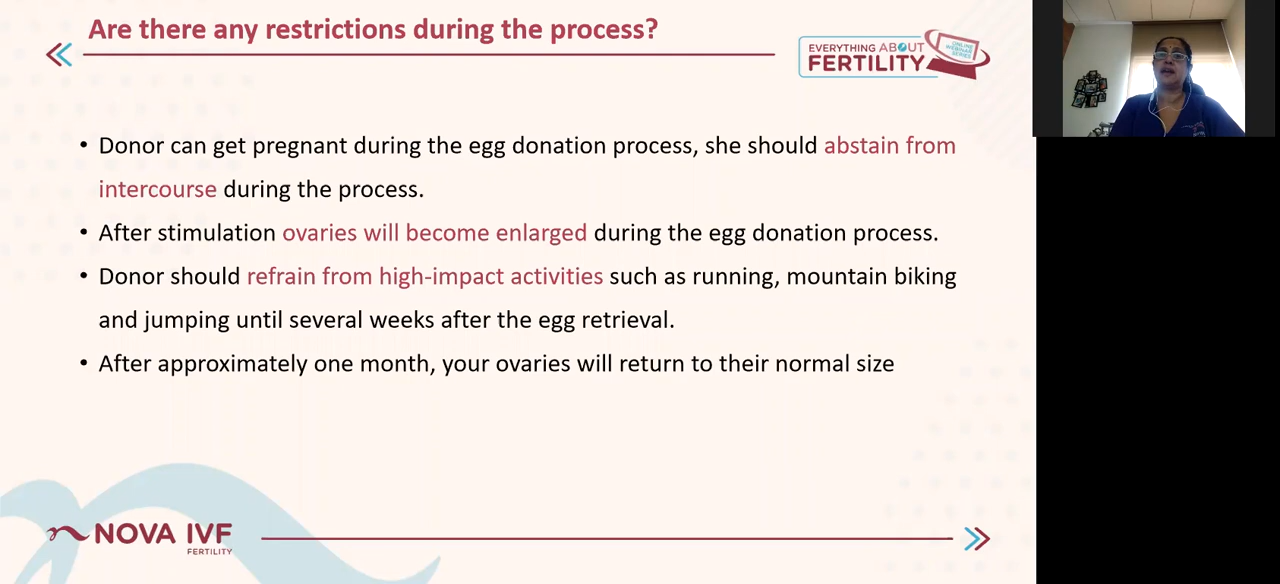 Are there any restrictions during the process?
EVERYTHING ABOUT
FERTILITY
ONLINE
WEBINAR
SERIES
• Donor can get pregnant during the egg donation process, she should abstain from
intercourse during the process.
• After stimulation ovaries will become enlarged during the egg donation process.
• Donor should refrain from high-impact activities such as running, mountain biking
and jumping until several weeks after the egg retrieval.
• After approximately one month, your ovaries will return to their normal size
NOVA IVF
FERTILITY